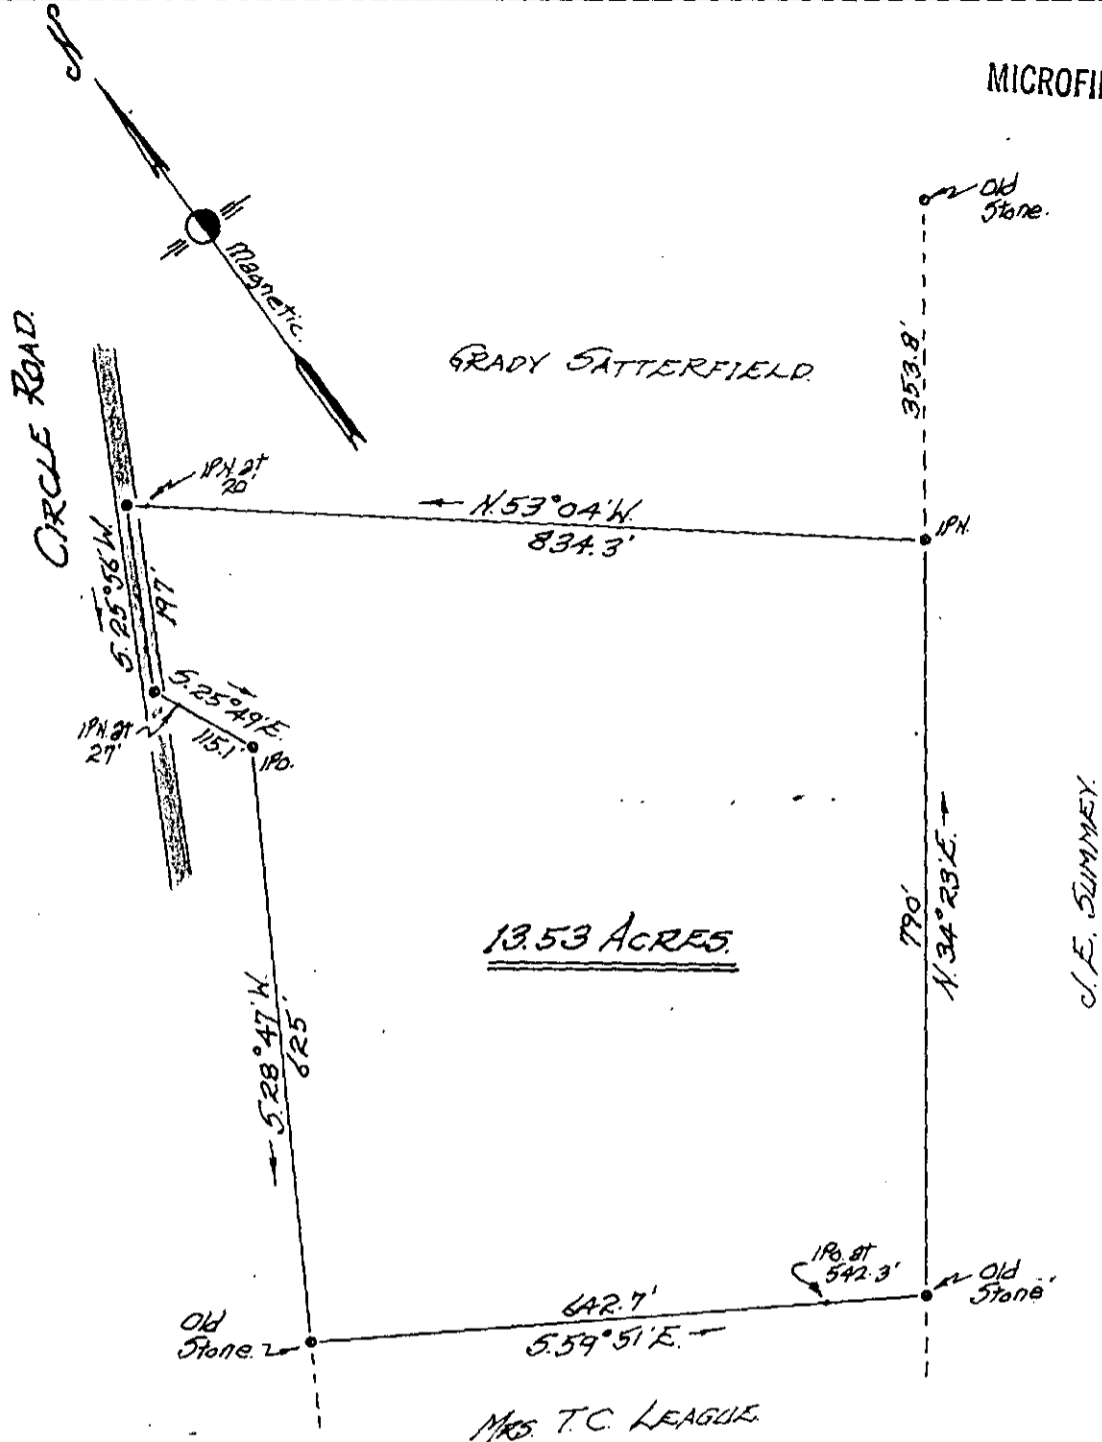 N
MICROFI
Old
Stone.
Magnetic.
CIRCLE ROAD.
GRADY SATTERFIELD.
353.8'
IPN. at
20'
N.53°04'W.
834.3'
IPN.
S.25°56'W.
197'
S.25°49'E.
115.1'
IPN. at
27'
IPO.
790'
N.34°23'E.
J.E. SUMMEY.
13.53 ACRES.
S.28°47'W.
625'
IPO. at
542.3'
Old
Stone
642.7'
S.59°51'E.
Old
Stone.
MRS. T.C. LEAGUE.